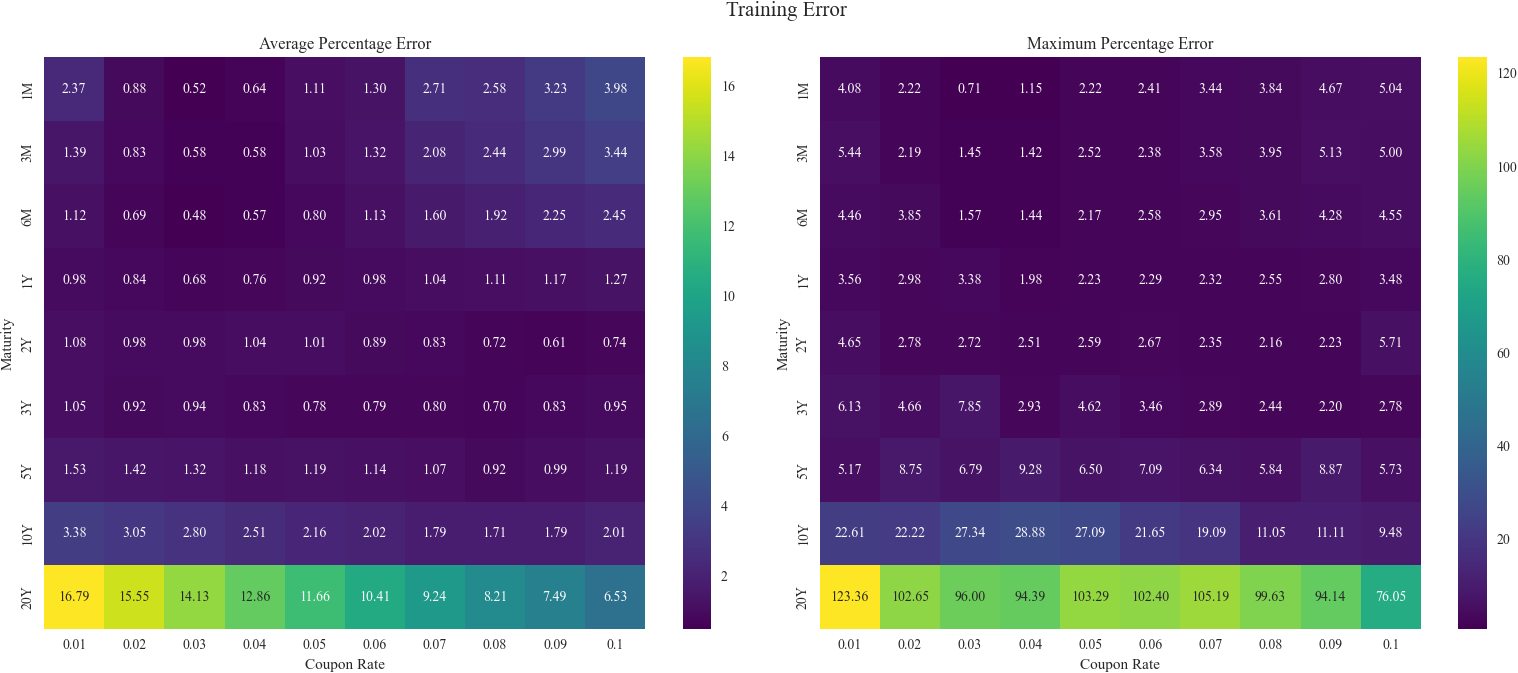 Training Error
Average Percentage Error
1M 2.37 0.88 0.52 0.64 1.11 1.30 2.71 2.58 3.23 3.98
3M 1.39 0.83 0.58 0.58 1.03 1.32 2.08 2.44 2.99 3.44
6M 1.12 0.69 0.48 0.57 0.80 1.13 1.60 1.92 2.25 2.45
1Y 0.98 0.84 0.68 0.76 0.92 0.98 1.04 1.11 1.17 1.27
2Y 1.08 0.98 0.98 1.04 1.01 0.89 0.83 0.72 0.61 0.74
3Y 1.05 0.92 0.94 0.83 0.78 0.79 0.80 0.70 0.83 0.95
5Y 1.53 1.42 1.32 1.18 1.19 1.14 1.07 0.92 0.99 1.19
10Y 3.38 3.05 2.80 2.51 2.16 2.02 1.79 1.71 1.79 2.01
20Y 16.79 15.55 14.13 12.86 11.66 10.41 9.24 8.21 7.49 6.53
0.01 0.02 0.03 0.04 0.05 0.06 0.07 0.08 0.09 0.1
Coupon Rate
Maturity
16
14
12
10
8
6
4
2
Maximum Percentage Error
1M 4.08 2.22 0.71 1.15 2.22 2.41 3.44 3.84 4.67 5.04
3M 5.44 2.19 1.45 1.42 2.52 2.38 3.58 3.95 5.13 5.00
6M 4.46 3.85 1.57 1.44 2.17 2.58 2.95 3.61 4.28 4.55
1Y 3.56 2.98 3.38 1.98 2.23 2.29 2.32 2.55 2.80 3.48
2Y 4.65 2.78 2.72 2.51 2.59 2.67 2.35 2.16 2.23 5.71
3Y 6.13 4.66 7.85 2.93 4.62 3.46 2.89 2.44 2.20 2.78
5Y 5.17 8.75 6.79 9.28 6.50 7.09 6.34 5.84 8.87 5.73
10Y 22.61 22.22 27.34 28.88 27.09 21.65 19.09 11.05 11.11 9.48
20Y 123.36 102.65 96.00 94.39 103.29 102.40 105.19 99.63 94.14 76.05
0.01 0.02 0.03 0.04 0.05 0.06 0.07 0.08 0.09 0.1
Coupon Rate
Maturity
120
100
80
60
40
20